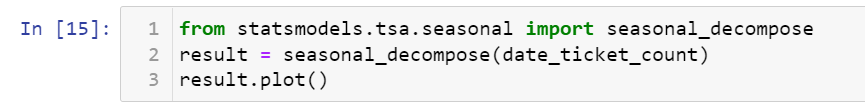 In [15]:
1 from statsmodels.tsa.seasonal import seasonal_decompose
2 result = seasonal_decompose(date_ticket_count)
3 result.plot()